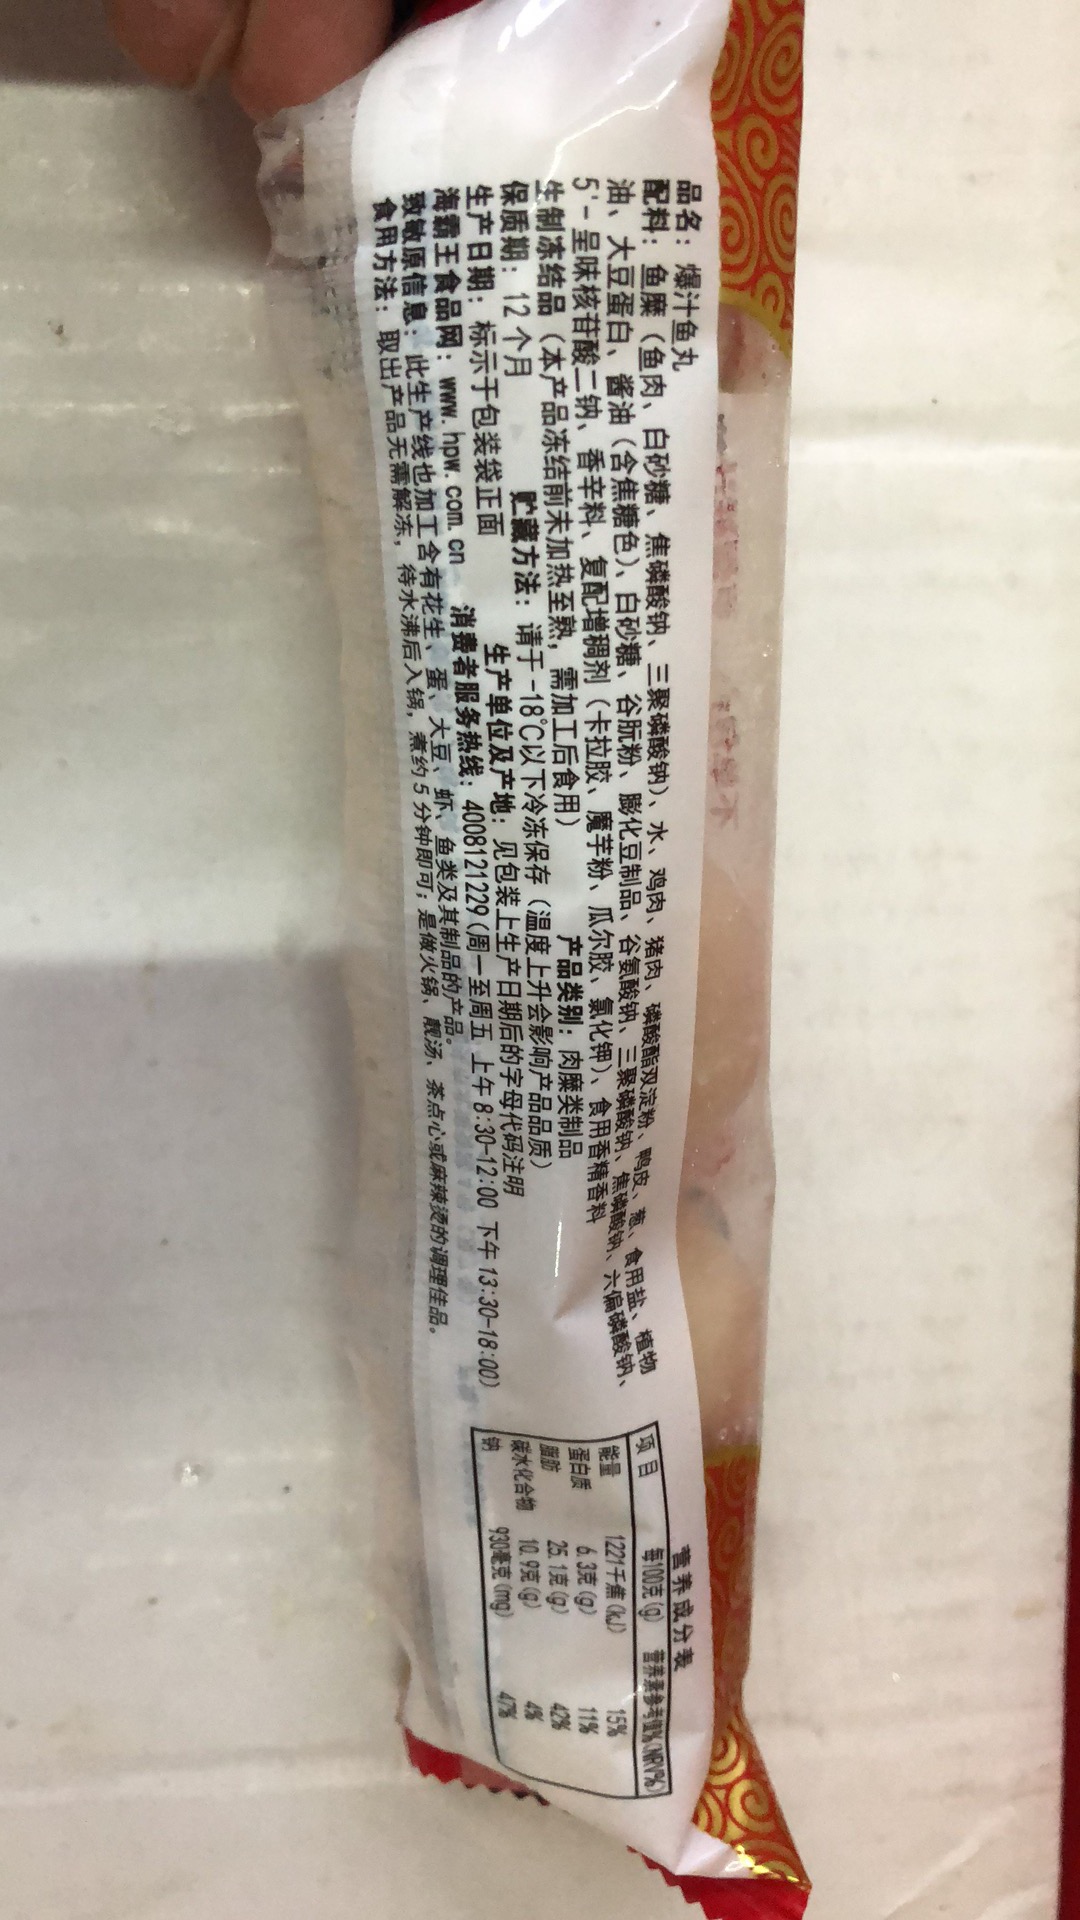 品名：爆汁鱼丸
配料：鱼糜（鱼肉、白砂糖、焦磷酸钠、三聚磷酸钠）、水、鸡肉、猪肉、磷酸酯双淀粉、鸭皮、葱、食用盐、植物
油、大豆蛋白、酱油（含焦糖色）、白砂糖、谷朊粉、膨化豆制品、谷氨酸钠、三聚磷酸钠、焦磷酸钠、六偏磷酸钠、
5'-呈味核苷酸二钠、香辛料、复配增稠剂（卡拉胶、魔芋粉、瓜尔胶、氯化钾）、食用香精香料
生制冻结品（本产品冻结前未加热至熟，需加工后食用） 产品类别：肉糜类制品
保质期：12个月 贮藏方法：请于-18℃以下冷冻保存（温度上升会影响产品品质）
生产日期：标示于包装袋正面 生产单位及产地：见包装上生产日期后的字母代码注明
海霸王食品网：www.hpw.com.cn 消费者服务热线：4008121229(周一至周五 上午8:30-12:00 下午13:30-18:00)
致敏原信息：此生产线也加工含有花生、蛋、大豆、虾、鱼类及其制品的产品。
食用方法：取出产品无需解冻，待水沸后入锅，煮约5分钟即可；是做火锅、靓汤、茶点心或麻辣烫的调理佳品。
营养成分表
项目 每100克(g) 营养素参考值%(NRV%)
能量 1221千焦(kJ) 15%
蛋白质 6.3克(g) 11%
脂肪 25.1克(g) 42%
碳水化合物 10.9克(g) 4%
钠 930毫克(mg) 47%